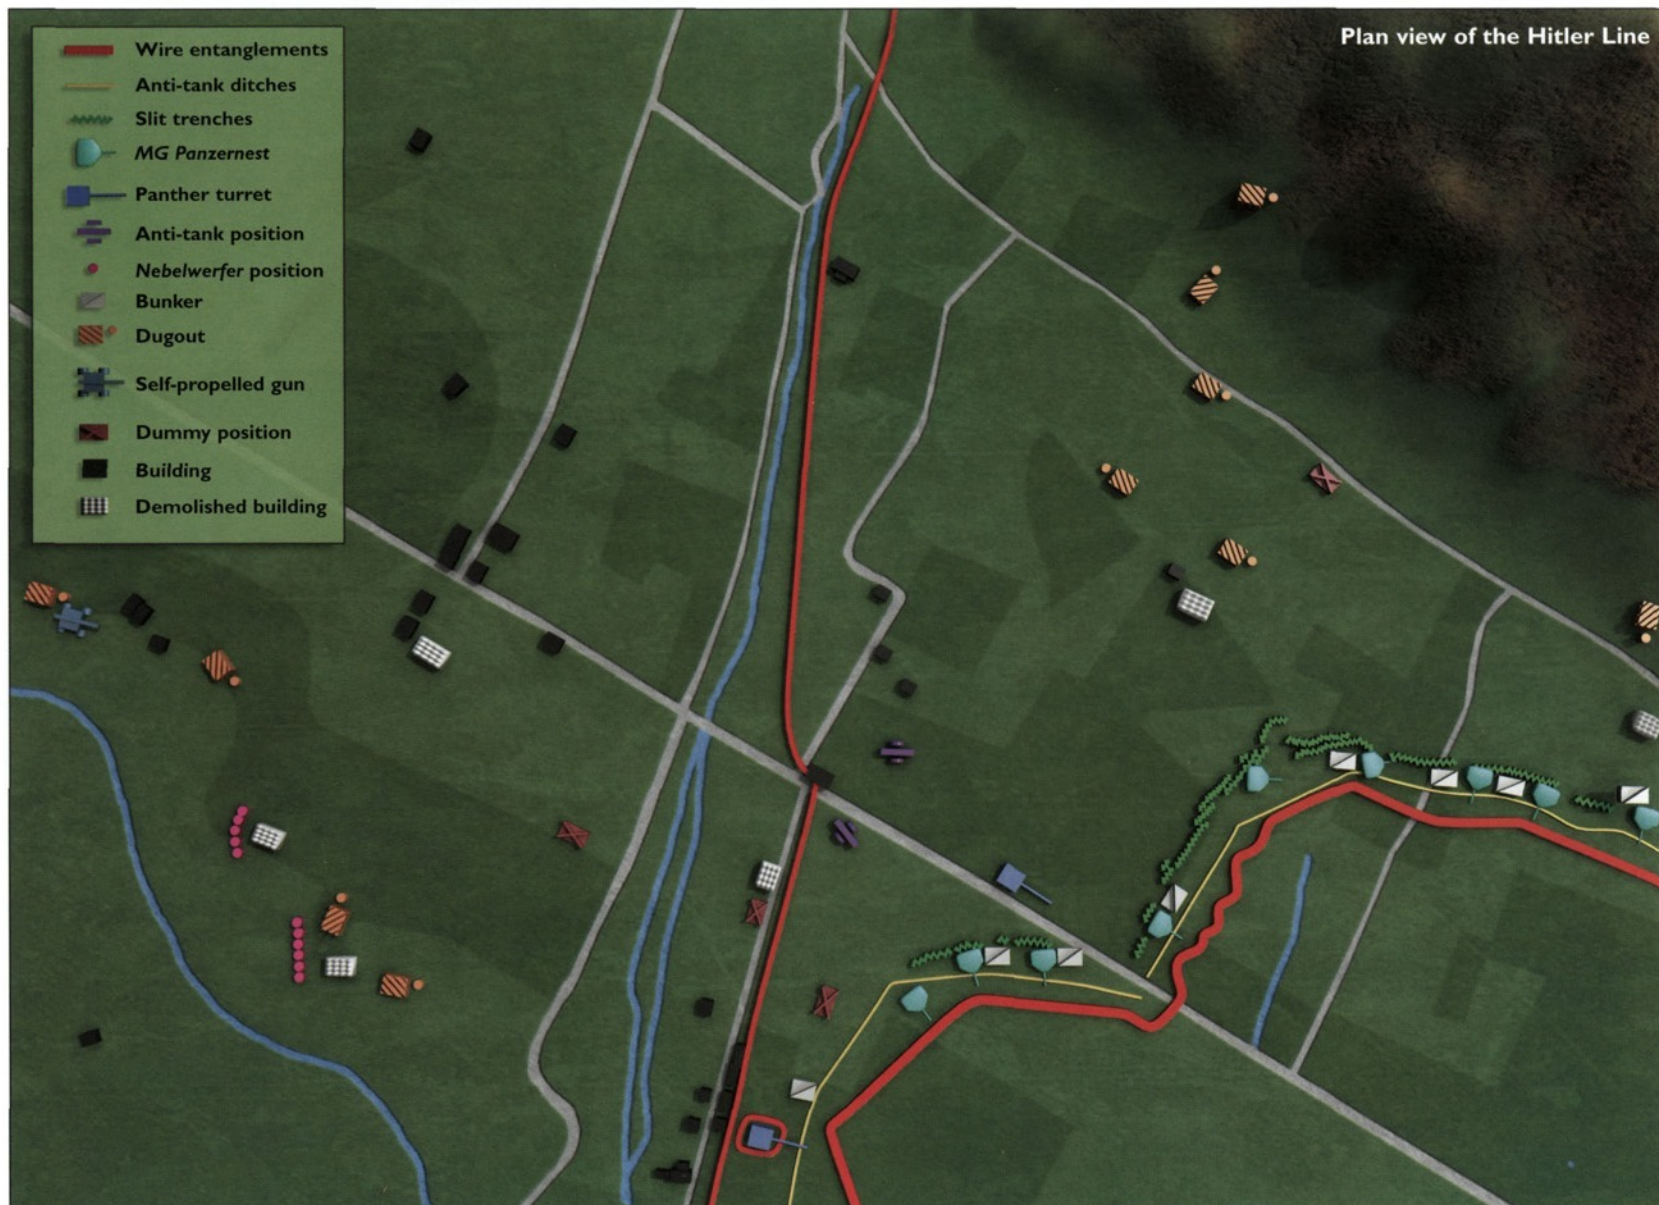 Plan view of the Hitler Line
Wire entanglements
Anti-tank ditches
Slit trenches
MG Panzernest
Panther turret
Anti-tank position
Nebelwerfer position
Bunker
Dugout
Self-propelled gun
Dummy position
Building
Demolished building